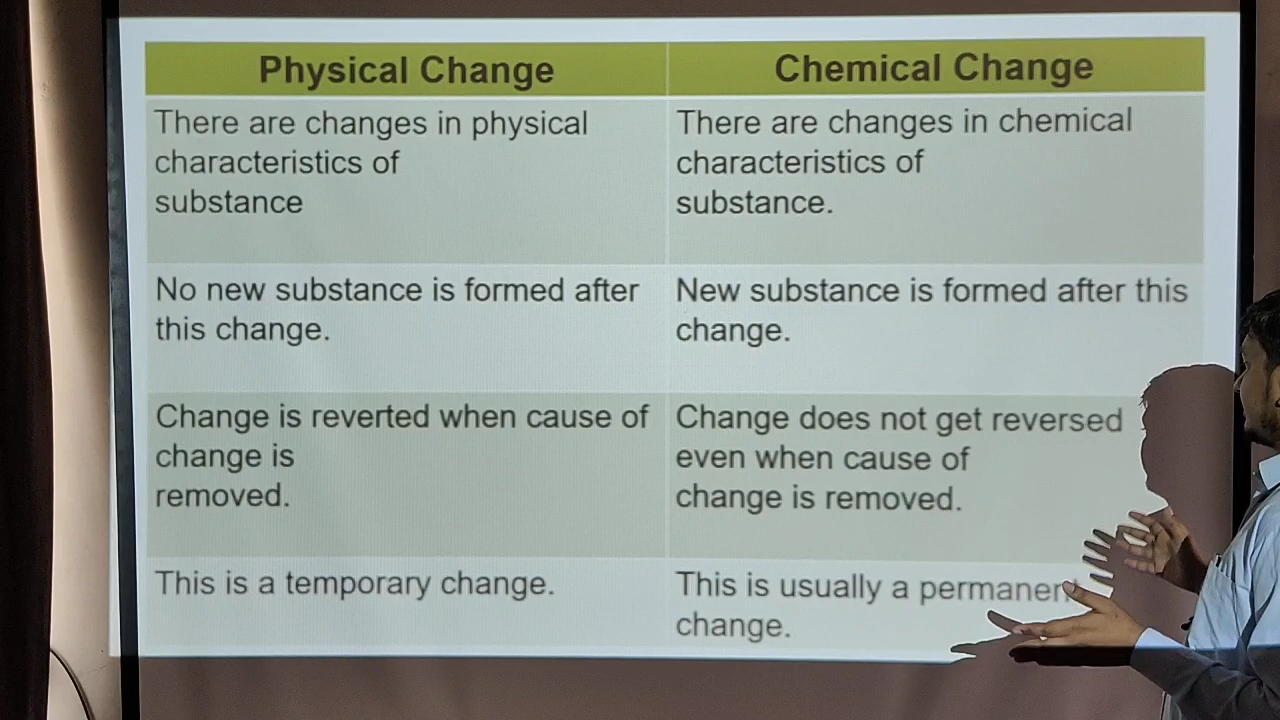 Physical Change
Chemical Change
There are changes in physical
characteristics of
substance
There are changes in chemical
characteristics of
substance.
No new substance is formed after
this change.
New substance is formed after this
change.
Change is reverted when cause of
change is
removed.
Change does not get reversed
even when cause of
change is removed.
This is a temporary change.
This is usually a permanent
change.